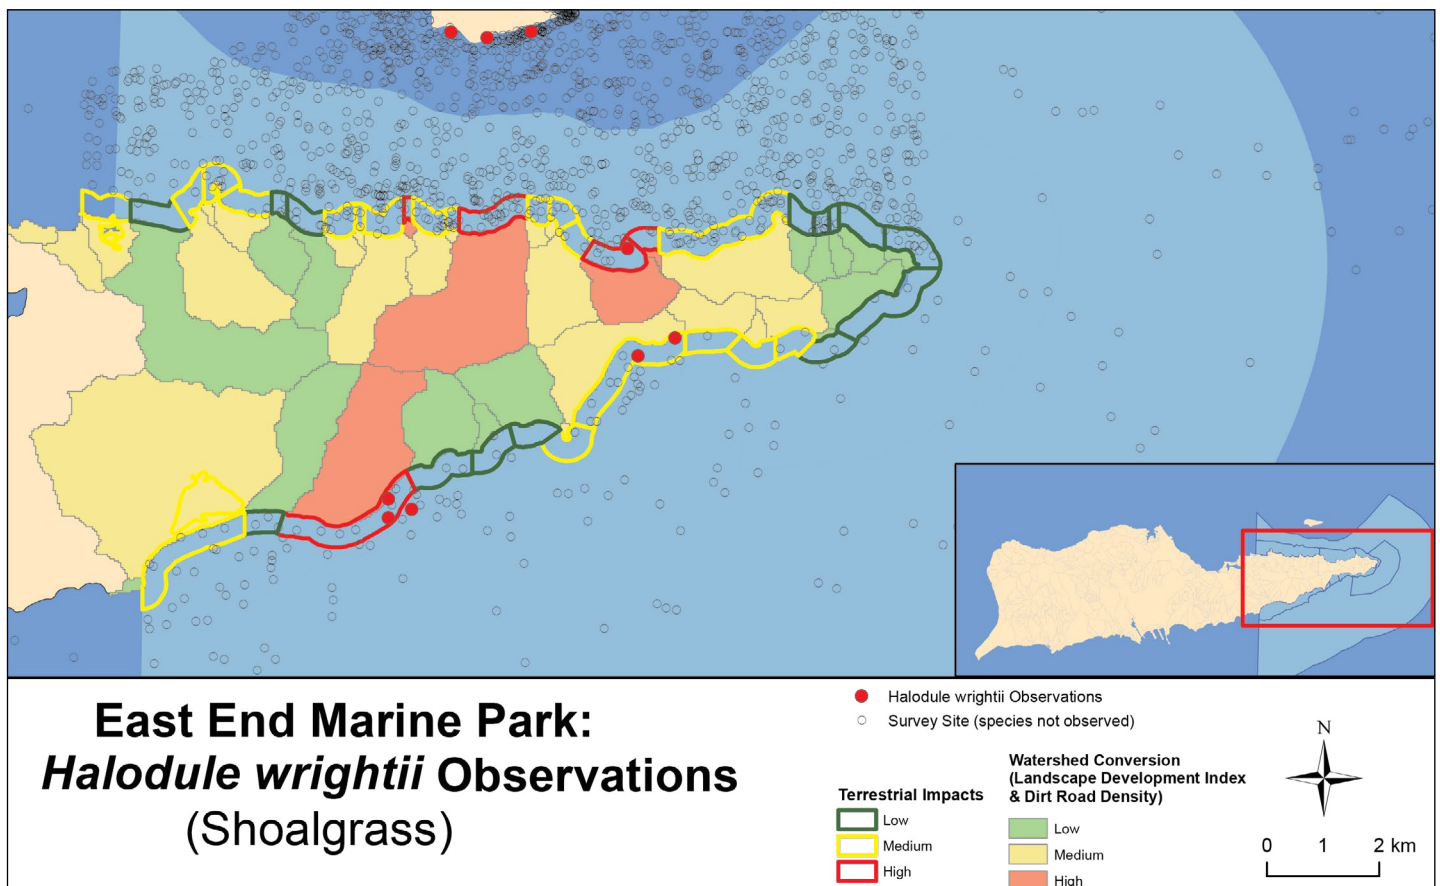 East End Marine Park:
Halodule wrightii Observations
(Shoalgrass)
Halodule wrightii Observations
Survey Site (species not observed)
Terrestrial Impacts
Low
Medium
High
Watershed Conversion
(Landscape Development Index
& Dirt Road Density)
Low
Medium
High
N
0 1 2 km